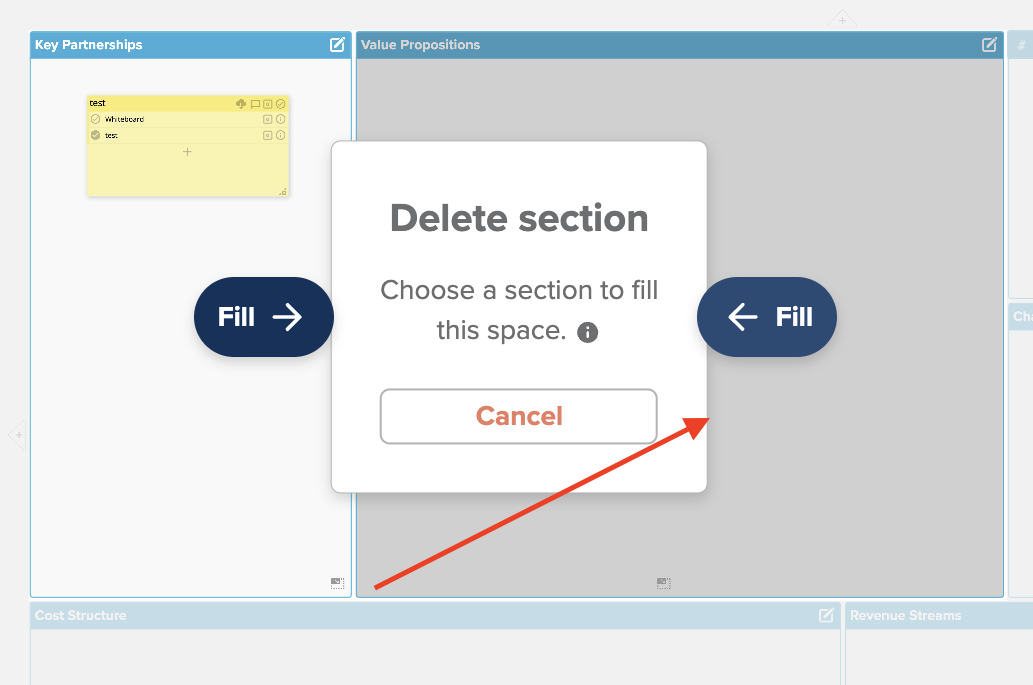 Key Partnerships
Value Propositions
#
test
Whiteboard
test
Delete section
Choose a section to fill
this space.
Fill
Fill
Cancel
Cost Structure
Revenue Streams